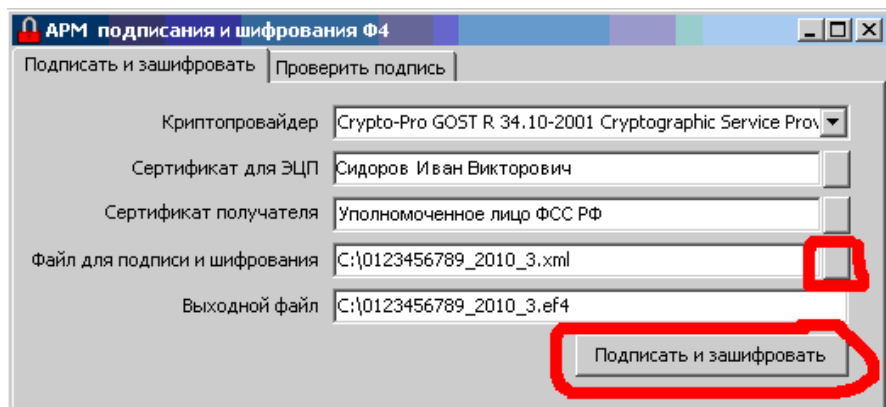 АРМ подписания и шифрования Ф4
Подписать и зашифровать Проверить подпись
Криптопровайдер Crypto-Pro GOST R 34.10-2001 Cryptographic Service Prov
Сертификат для ЭЦП Сидоров Иван Викторович
Сертификат получателя Уполномоченное лицо ФСС РФ
Файл для подписи и шифрования C:\0123456789_2010_3.xml
Выходной файл C:\0123456789_2010_3.ef4
Подписать и зашифровать